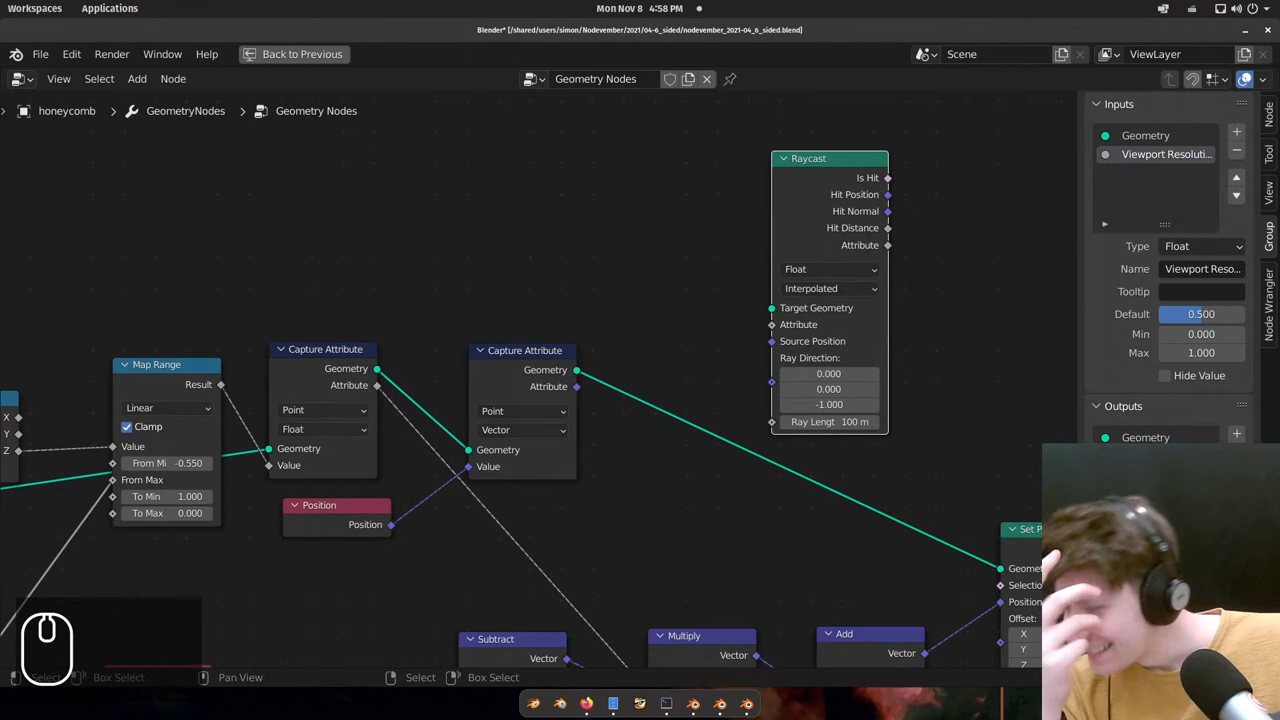 Workspaces
Applications
Mon Nov 8 4:58 PM
Blender* [/shared/users/simon/Nodevember/2021/04-6_sided/nodevember_2021-04_6_sided.blend]
File Edit Render Window Help
Back to Previous
Scene
ViewLayer
View Select Add Node
Geometry Nodes
honeycomb
GeometryNodes
Geometry Nodes
Inputs
Geometry
Viewport Resoluti...
Type
Float
Name
Viewport Reso...
Tooltip
Default
0.500
Min
0.000
Max
1.000
Hide Value
Outputs
Geometry
Node
Tool
View
Group
Node Wrangler
Raycast
Is Hit
Hit Position
Hit Normal
Hit Distance
Attribute
Float
Interpolated
Target Geometry
Attribute
Source Position
Ray Direction:
0.000
0.000
-1.000
Ray Lengt 100 m
X
Y
Z
Map Range
Result
Linear
Clamp
Value
From Mi -0.550
From Max
To Min 1.000
To Max 0.000
Capture Attribute
Geometry
Attribute
Point
Float
Geometry
Value
Position
Position
Capture Attribute
Geometry
Attribute
Point
Vector
Geometry
Value
Set P
Geome
Selectio
Position
Offset:
X
Y
Z
Subtract
Vector
Multiply
Vector
Add
Vector
Select
Box Select
Pan View
Select
Box Select